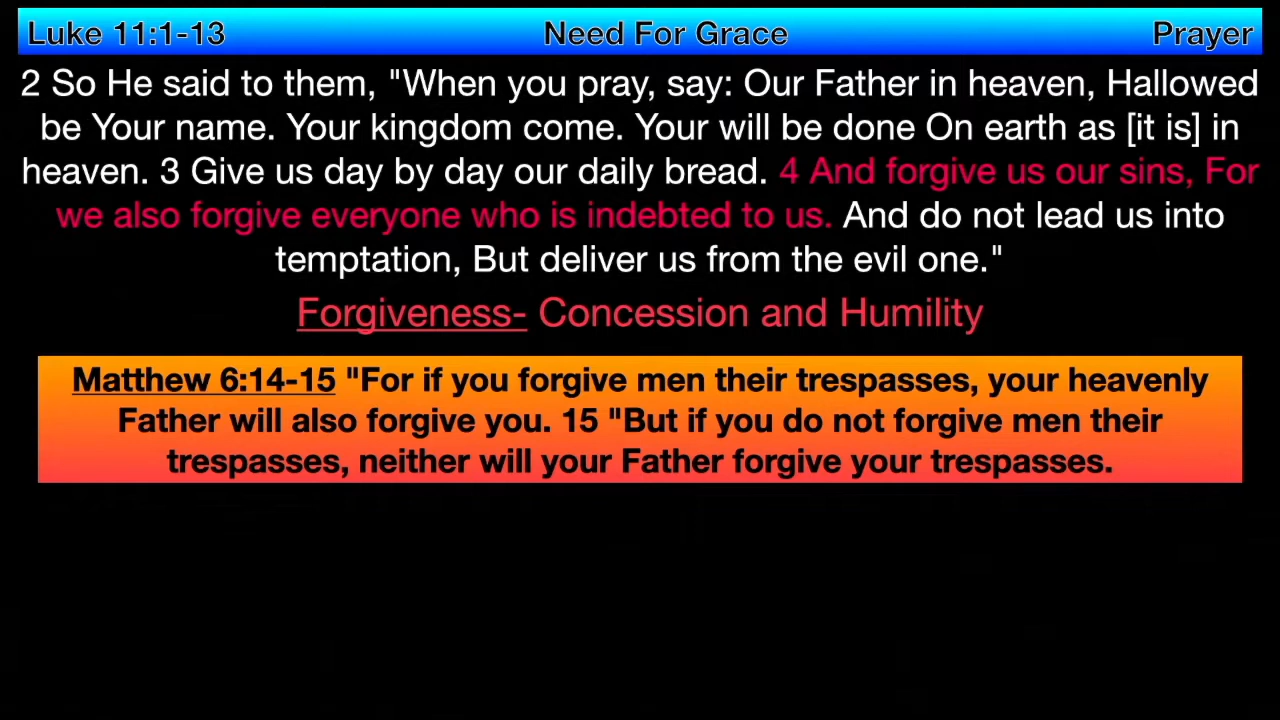 Luke 11:1-13 Need For Grace Prayer
2 So He said to them, "When you pray, say: Our Father in heaven, Hallowed
be Your name. Your kingdom come. Your will be done On earth as [it is] in
heaven. 3 Give us day by day our daily bread. 4 And forgive us our sins, For
we also forgive everyone who is indebted to us. And do not lead us into
temptation, But deliver us from the evil one."
Forgiveness- Concession and Humility
Matthew 6:14-15 "For if you forgive men their trespasses, your heavenly
Father will also forgive you. 15 "But if you do not forgive men their
trespasses, neither will your Father forgive your trespasses.